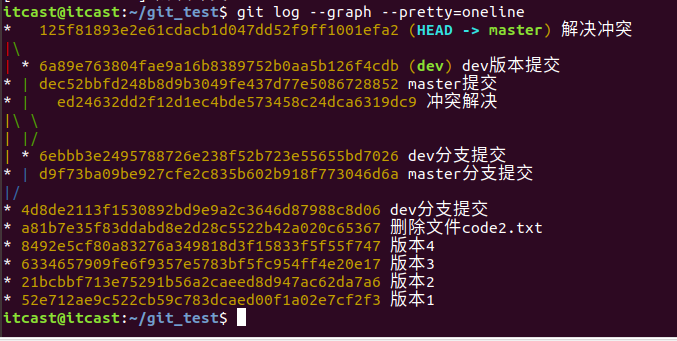 itcast@itcast:~/git_test$ git log --graph --pretty=oneline
*   125f81893e2e61cdacb1d047dd52f9ff1001efa2 (HEAD -> master) 解决冲突
|\
| * 6a89e763804fae9a16b8389752b0aa5b126f4cdb (dev) dev版本提交
* | dec52bbfd248b8d9b3049fe437d77e5086728852 master提交
* |   ed24632dd2f12d1ec4bde573458c24dca6319dc9 冲突解决
|\ \
| |/
| * 6ebbb3e2495788726e238f52b723e55655bd7026 dev分支提交
* | d9f73ba09be927cfe2c835b602b918f773046d6a master分支提交
|/
* 4d8de2113f1530892bd9e9a2c3646d87988c8d06 dev分支提交
* a81b7e35f83ddabd8e2d28c5522b42a020c65367 删除文件code2.txt
* 8492e5cf80a83276a349818d3f15833f5f55f747 版本4
* 6334657909fe6f9357e5783bf5fc954ff4e20e17 版本3
* 21bcbbf713e75291b56a2caeed8d947ac62da7a6 版本2
* 52e712ae9c522cb59c783dcaed00f1a02e7cf2f3 版本1
itcast@itcast:~/git_test$